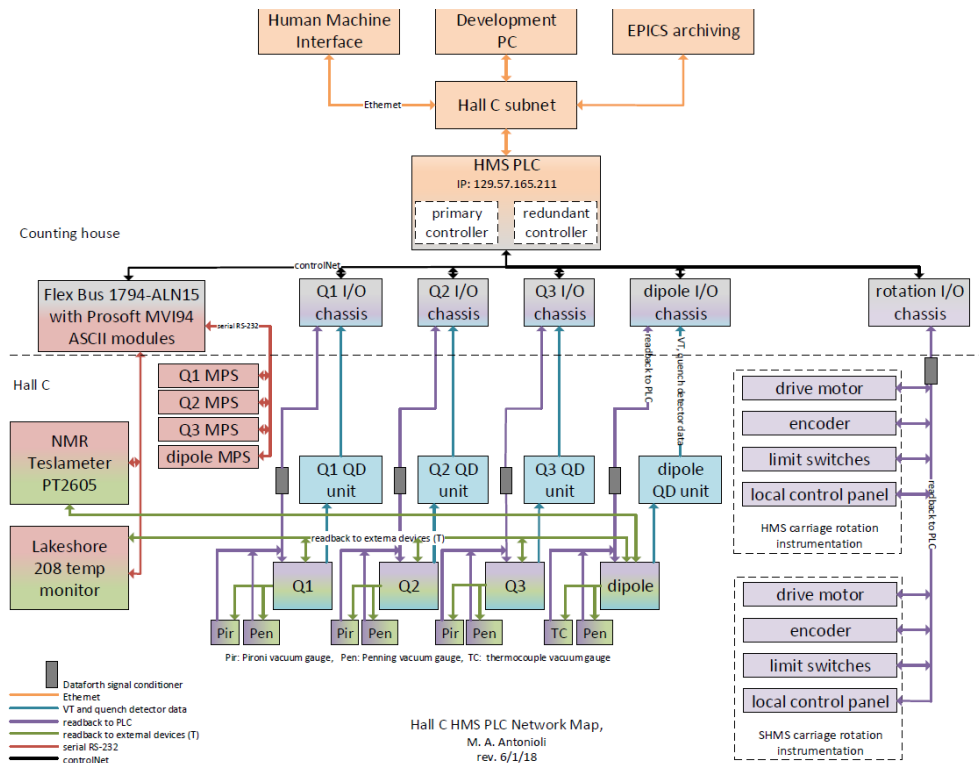 Human Machine
Interface
Development
PC
EPICS archiving
Ethernet
Hall C subnet
HMS PLC
IP: 129.57.165.211
primary
controller
redundant
controller
Counting house
controlNet
Flex Bus 1794-ALN15
with Prosoft MVI94
ASCII modules
Q1 I/O
chassis
Q2 I/O
chassis
Q3 I/O
chassis
dipole I/O
chassis
rotation I/O
chassis
serial RS-232
Hall C
Q1 MPS
Q2 MPS
Q3 MPS
dipole MPS
readback to PLC
VT, quench detector data
NMR
Teslameter
PT2605
Q1 QD
unit
Q2 QD
unit
Q3 QD
unit
dipole
QD unit
drive motor
encoder
limit switches
local control panel
HMS carriage rotation
instrumentation
readback to PLC
Lakeshore
208 temp
monitor
readback to externa devices (T)
Q1
Q2
Q3
dipole
Pir
Pen
Pir
Pen
Pir
Pen
TC
Pen
Pir: Pironi vacuum gauge, Pen: Penning vacuum gauge, TC: thermocouple vacuum gauge
drive motor
encoder
limit switches
local control panel
SHMS carriage rotation
instrumentation
Dataforth signal conditioner
Ethernet
VT and quench detector data
readback to PLC
readback to external devices (T)
serial RS-232
controlNet
Hall C HMS PLC Network Map,
M. A. Antonioli
rev. 6/1/18